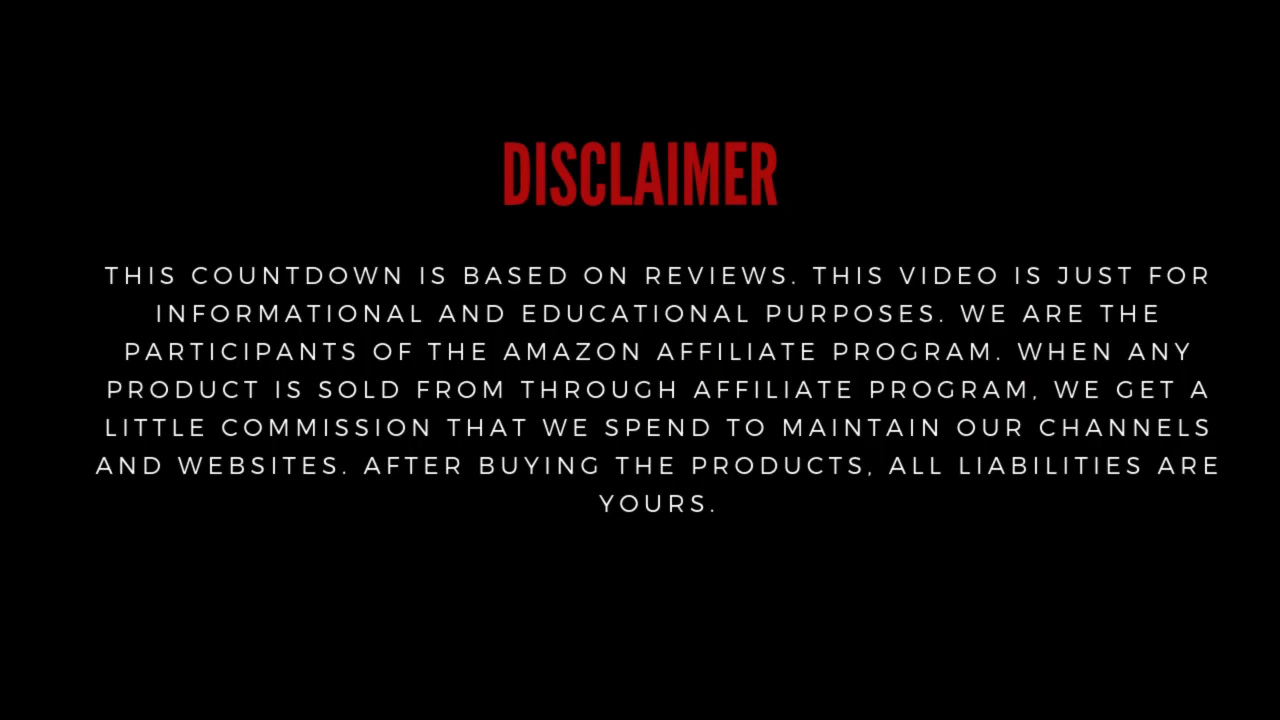 DISCLAIMER
THIS COUNTDOWN IS BASED ON REVIEWS. THIS VIDEO IS JUST FOR
INFORMATIONAL AND EDUCATIONAL PURPOSES. WE ARE THE
PARTICIPANTS OF THE AMAZON AFFILIATE PROGRAM. WHEN ANY
PRODUCT IS SOLD FROM THROUGH AFFILIATE PROGRAM, WE GET A
LITTLE COMMISSION THAT WE SPEND TO MAINTAIN OUR CHANNELS
AND WEBSITES. AFTER BUYING THE PRODUCTS, ALL LIABILITIES ARE
YOURS.